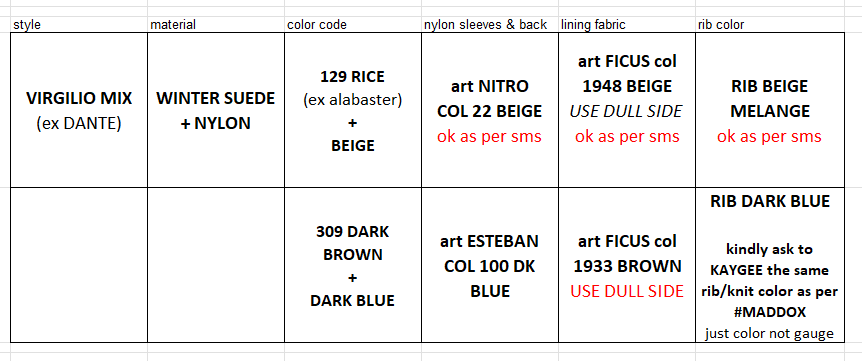 style
material
color code
nylon sleeves & back
lining fabric
rib color
VIRGILIO MIX
(ex DANTE)
WINTER SUEDE
+ NYLON
129 RICE
(ex alabaster)
+
BEIGE
art NITRO
COL 22 BEIGE
ok as per sms
art FICUS col
1948 BEIGE
USE DULL SIDE
ok as per sms
RIB BEIGE
MELANGE
ok as per sms
309 DARK
BROWN
+
DARK BLUE
art ESTEBAN
COL 100 DK
BLUE
art FICUS col
1933 BROWN
USE DULL SIDE
RIB DARK BLUE
kindly ask to
KAYGEE the same
rib/knit color as per
#MADDOX
just color not gauge